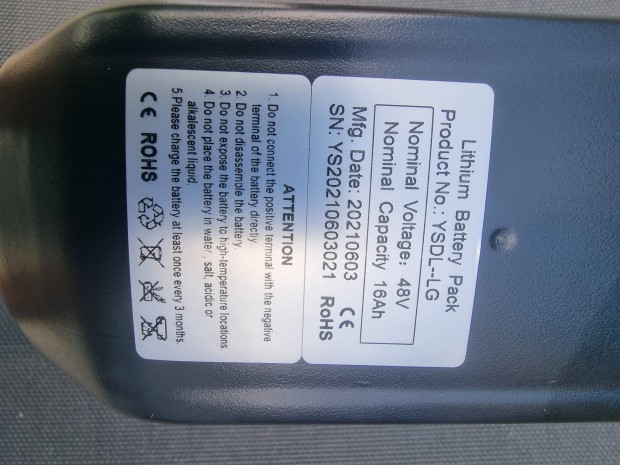 Lithium Battery Pack
Product No.: YSDL--LG
Nominal Voltage: 48V
Nominal Capacity 16Ah
Mfg. Date: 20210603 CE
SN: YS20210603021 RoHS
ATTENTION
1. Do not connect the positive terminal with the negative
terminal of the battery directly
2. Do not disassemble the battery
3. Do not expose the battery to high-temperature locations
4. Do not place the battery in water , salt, acidic or
alkalescent liquid.
5.Please charge the battery at least once every 3 months.
CE ROHS